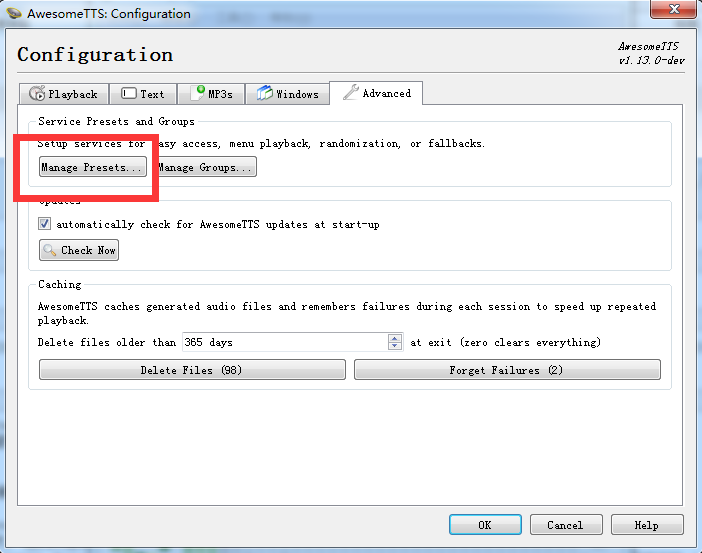 AwesomeTTS: Configuration
Configuration
AwesomeTTS
v1.13.0-dev
Playback Text MP3s Windows Advanced
Service Presets and Groups
Setup services for easy access, menu playback, randomization, or fallbacks.
Manage Presets... Manage Groups...
Updates
automatically check for AwesomeTTS updates at start-up
Check Now
Caching
AwesomeTTS caches generated audio files and remembers failures during each session to speed up repeated
playback.
Delete files older than 365 days at exit (zero clears everything)
Delete Files (98) Forget Failures (2)
OK Cancel Help